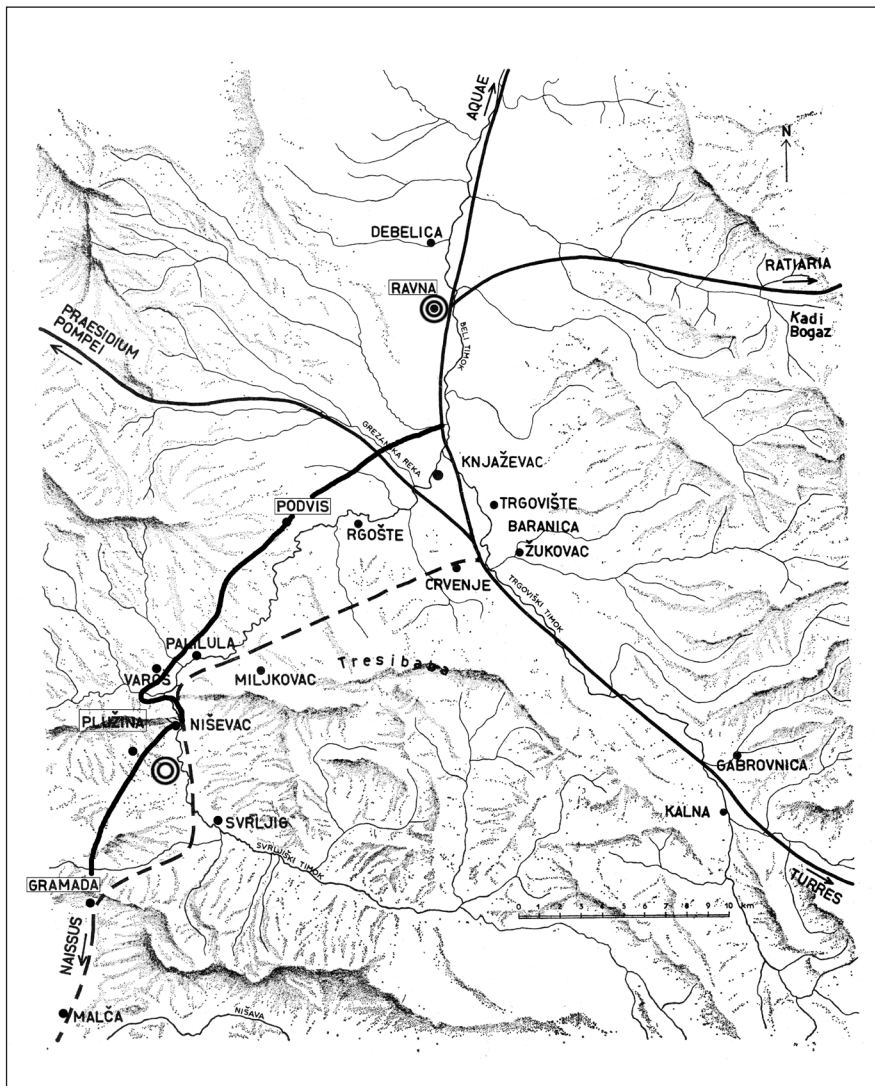 AQUAE
N
DEBELICA
RATIARIA
RAVNA
Kadi
Bogaz
PRAESIDIUM
POMPEI
BELI TIMOK
GREZANSKA REKA
KNJAŽEVAC
PODVIS
TRGOVIŠTE
RGOŠTE
BARANICA
ŽUKOVAC
CRVENJE
TRGOVIŠKI TIMOK
PALILULA
Tresibaba
VAROŠ
MILJKOVAC
PLUŽINA
NIŠEVAC
GABROVNICA
SVRLJIG
KALNA
SVRLJIŠKI TIMOK
TURRES
GRAMADA
0 1 2 3 4 5 6 7 8 9 10 km
NAISSUS
MALČA
NIŠAVA